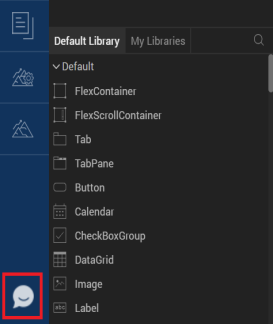 Default Library My Libraries
Default
FlexContainer
FlexScrollContainer
Tab
TabPane
Button
Calendar
CheckBoxGroup
DataGrid
Image
Label